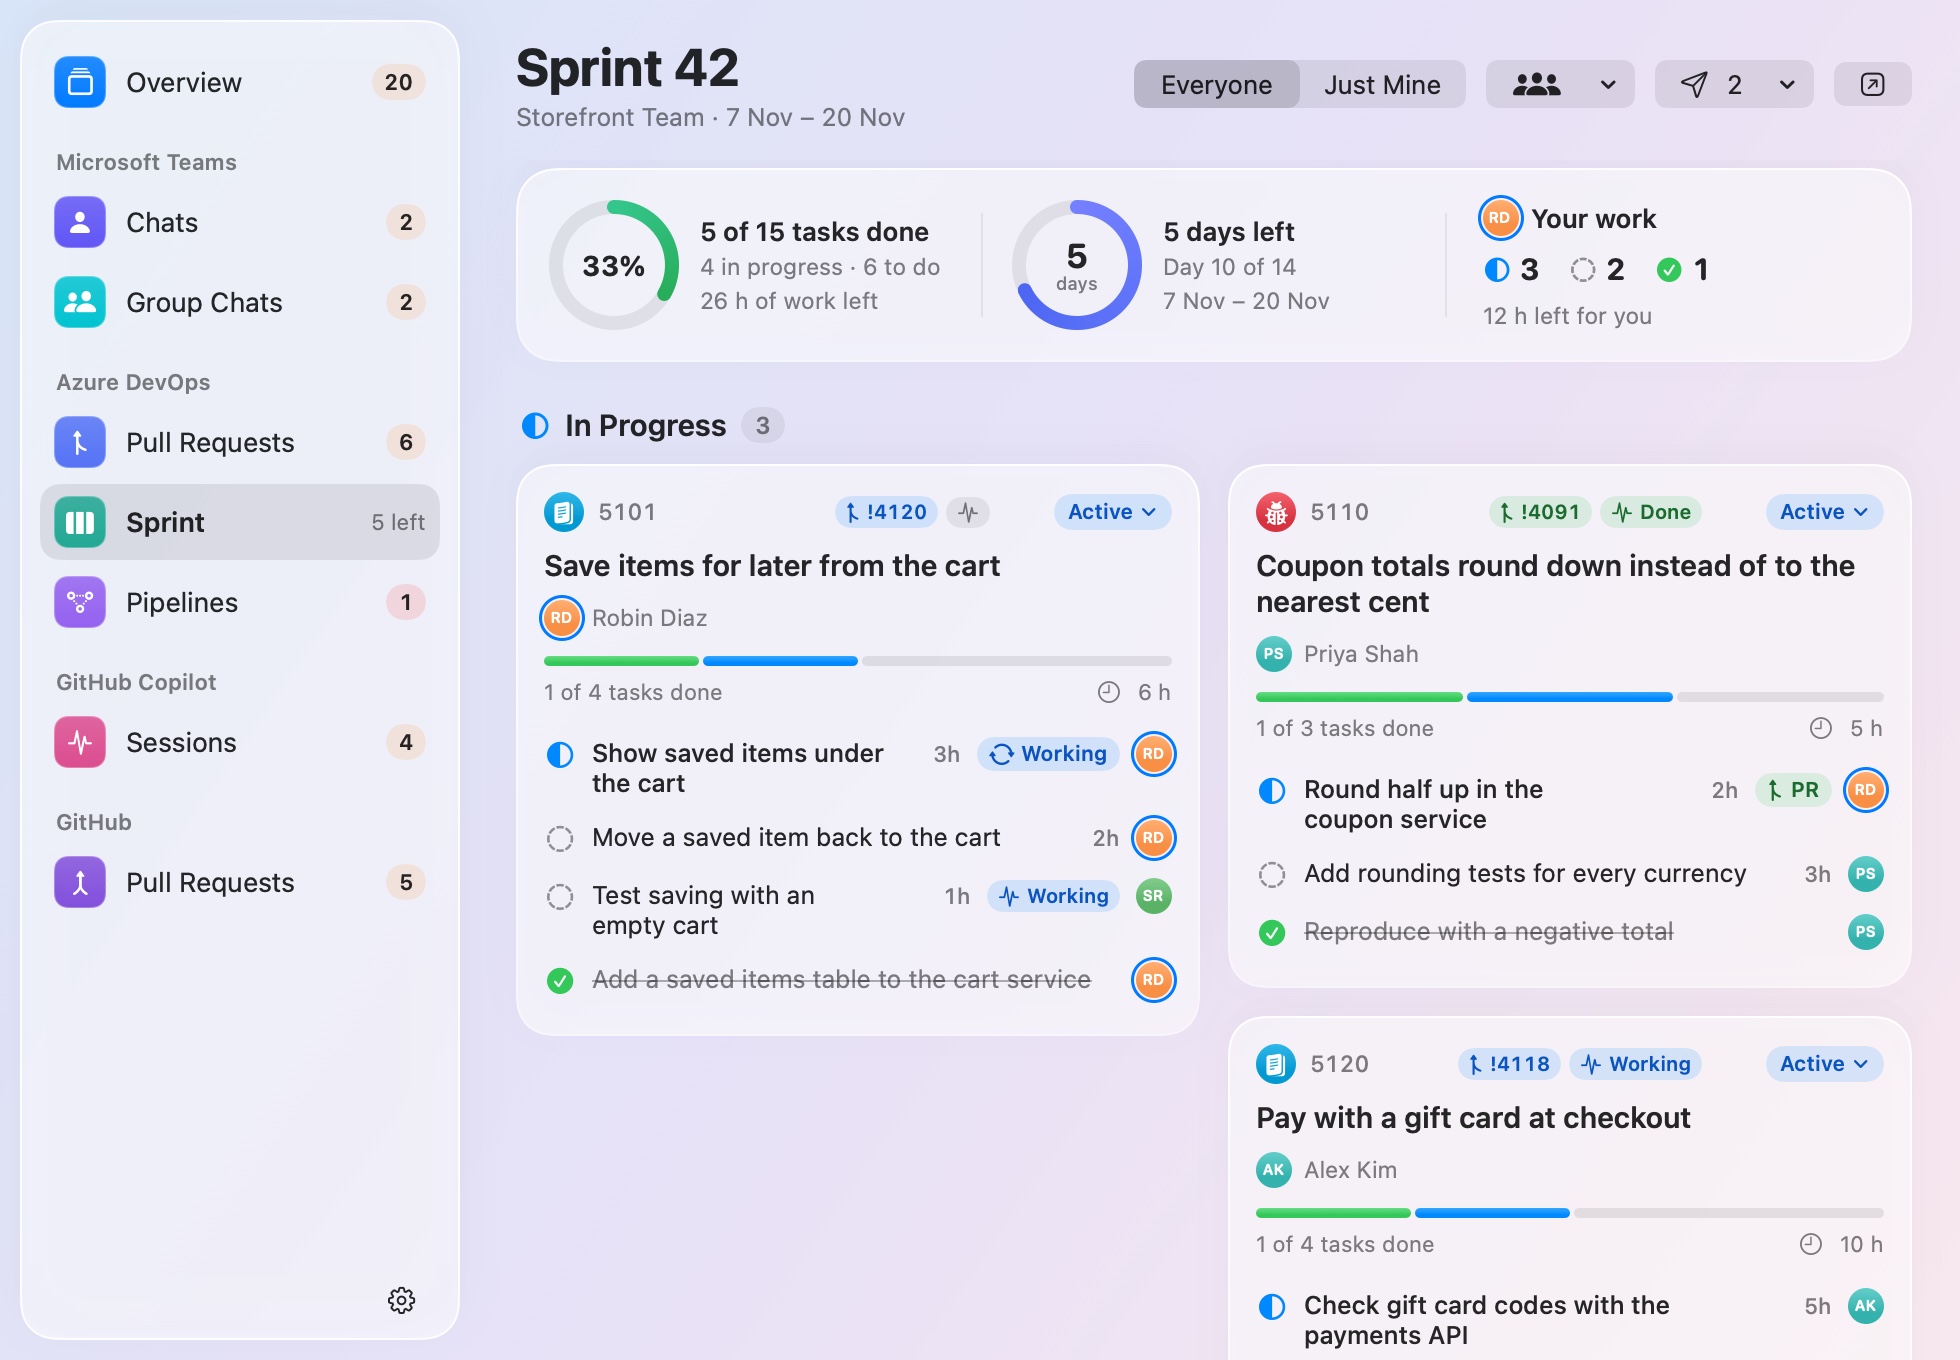 Overview 20
Microsoft Teams
Chats 2
Group Chats 2
Azure DevOps
Pull Requests 6
Sprint 5 left
Pipelines 1
GitHub Copilot
Sessions 4
GitHub
Pull Requests 5
Sprint 42
Storefront Team · 7 Nov – 20 Nov
Everyone Just Mine 2
33%
5 of 15 tasks done
4 in progress · 6 to do
26 h of work left
5
days
5 days left
Day 10 of 14
7 Nov – 20 Nov
RD Your work
3 2 1
12 h left for you
In Progress 3
5101 !4120 Active
Save items for later from the cart
RD Robin Diaz
1 of 4 tasks done 6 h
Show saved items under 3h Working RD
the cart
Move a saved item back to the cart 2h RD
Test saving with an 1h Working SR
empty cart
Add a saved items table to the cart service RD
5110 !4091 Done Active
Coupon totals round down instead of to the
nearest cent
PS Priya Shah
1 of 3 tasks done 5 h
Round half up in the 2h PR RD
coupon service
Add rounding tests for every currency 3h PS
Reproduce with a negative total PS
5120 !4118 Working Active
Pay with a gift card at checkout
AK Alex Kim
1 of 4 tasks done 10 h
Check gift card codes with the 5h AK
payments API